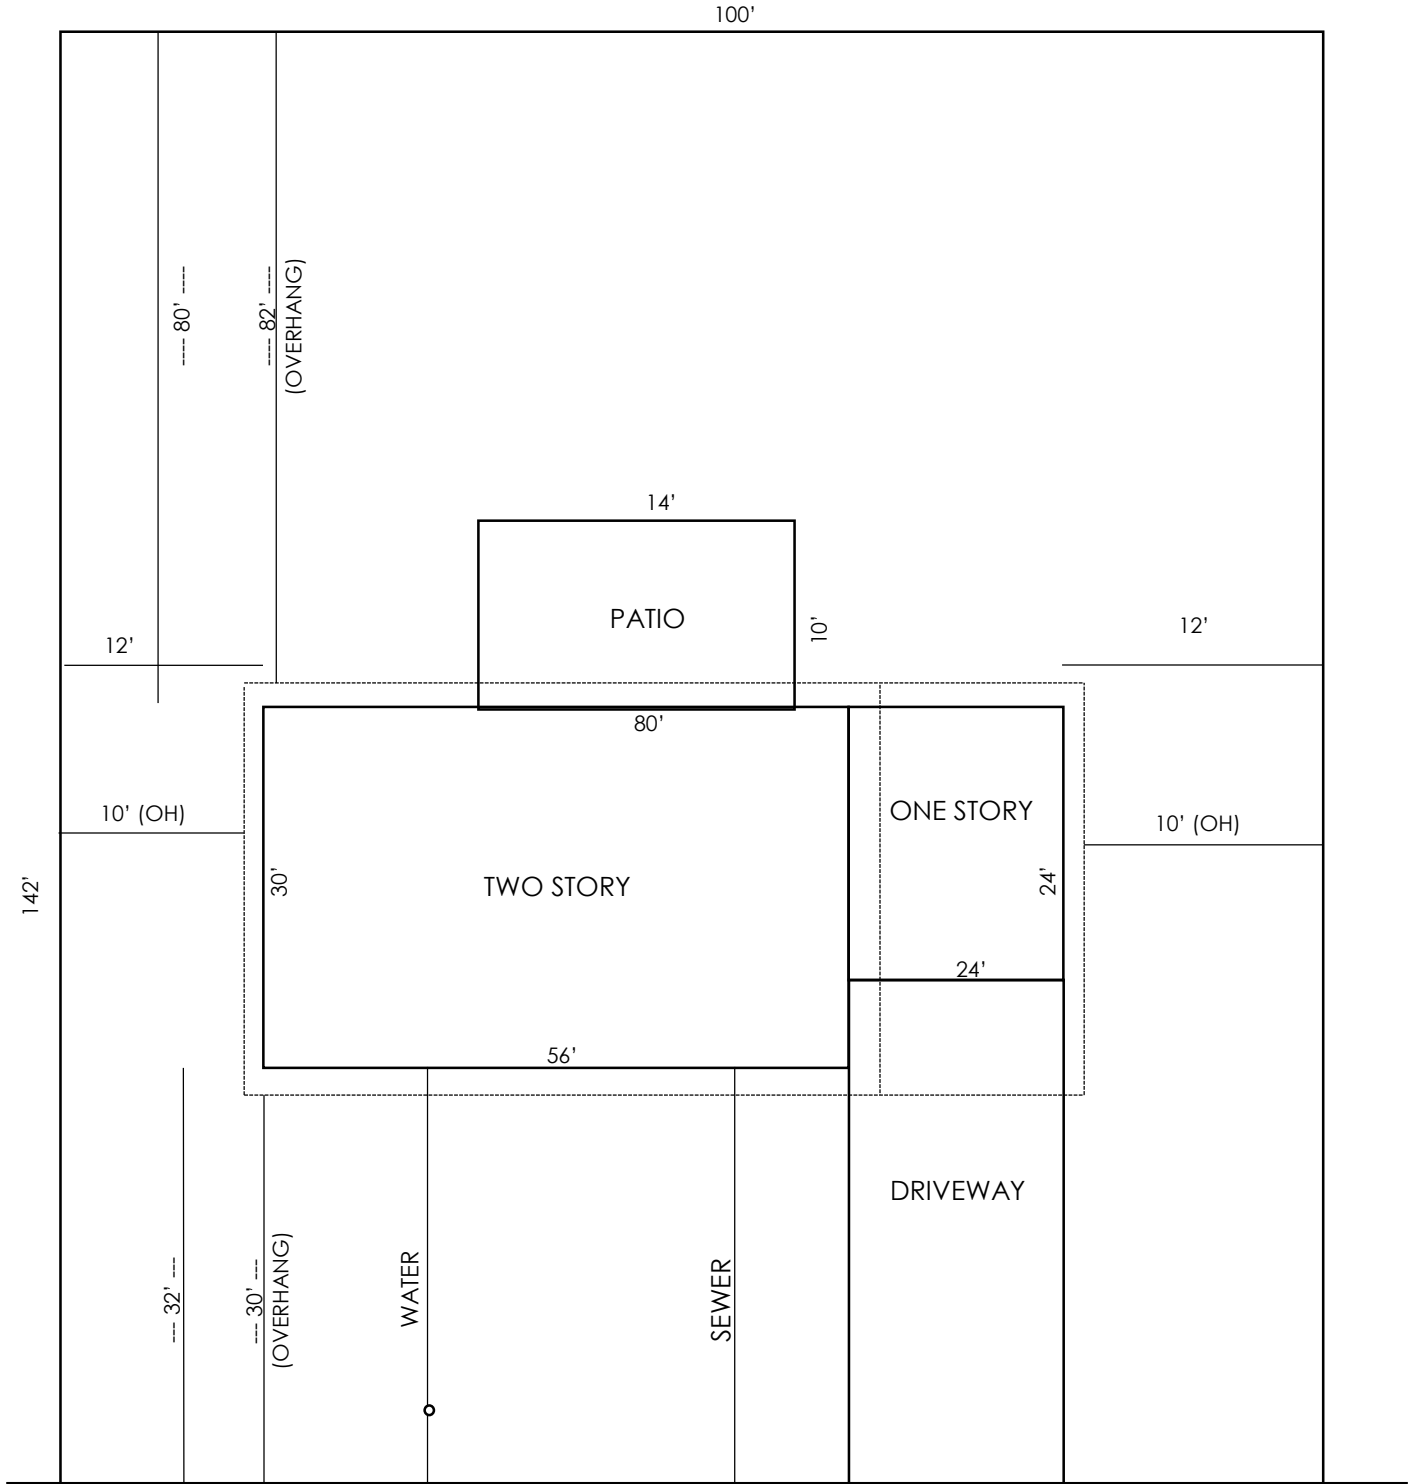 100’
---- 80’ ----
---- 82’ ----
(OVERHANG)
14’
PATIO
10’
12’
12’
80’
10’ (OH)
ONE STORY
10’ (OH)
142’
30’
TWO STORY
24’
24’
56’
DRIVEWAY
--- 32’ ---
--- 30’ ---
(OVERHANG)
WATER
SEWER